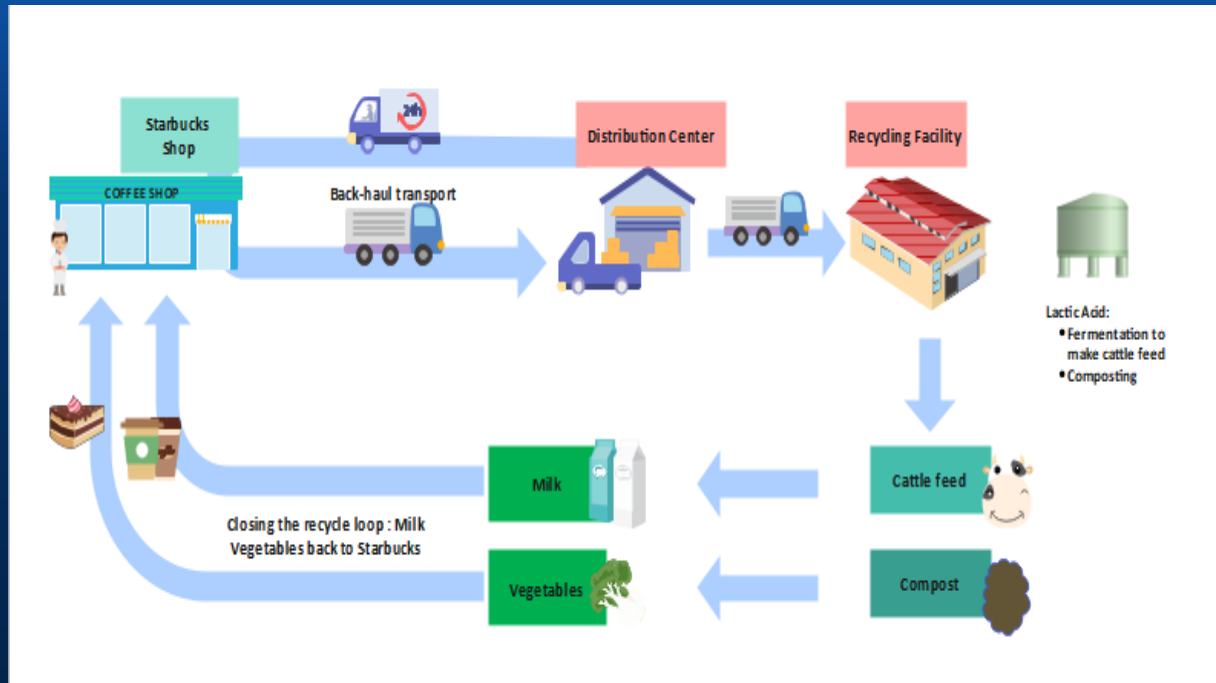 Starbucks
Shop
24h
Distribution Center
Recycling Facility
COFFEE SHOP
Back-haul transport
Lactic Acid:
• Fermentation to
make cattle feed
• Composting
Milk
Cattle feed
Closing the recycle loop : Milk
Vegetables back to Starbucks
Vegetables
Compost